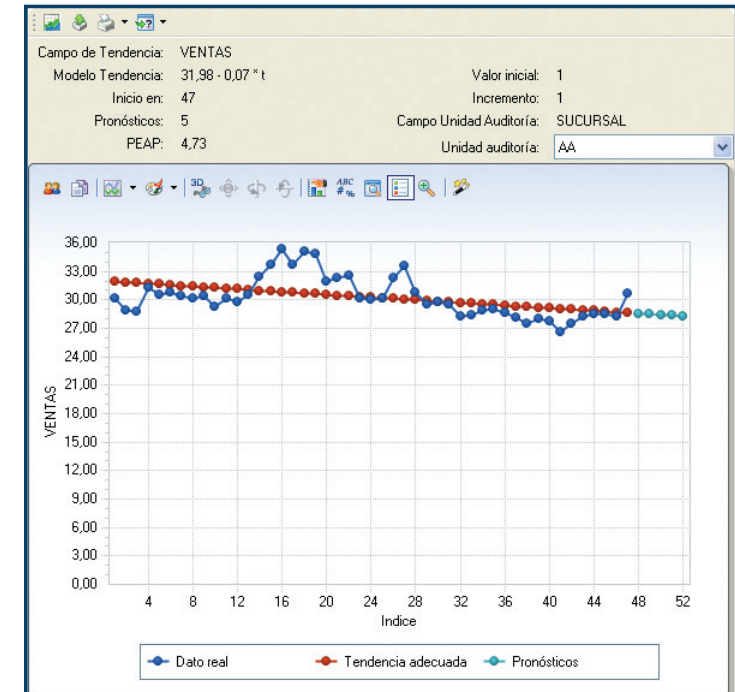 Campo de Tendencia: VENTAS
Modelo Tendencia: 31,98 - 0,07 * t Valor inicial: 1
Inicio en: 47 Incremento: 1
Pronósticos: 5 Campo Unidad Auditoría: SUCURSAL
PEAP: 4,73 Unidad auditoría: AA
3D ABC # %
36,00
33,00
30,00
27,00
24,00
21,00
18,00
15,00
12,00
9,00
6,00
3,00
0,00
VENTAS
4 8 12 16 20 24 28 32 36 40 44 48 52
Indice
Dato real Tendencia adecuada Pronósticos